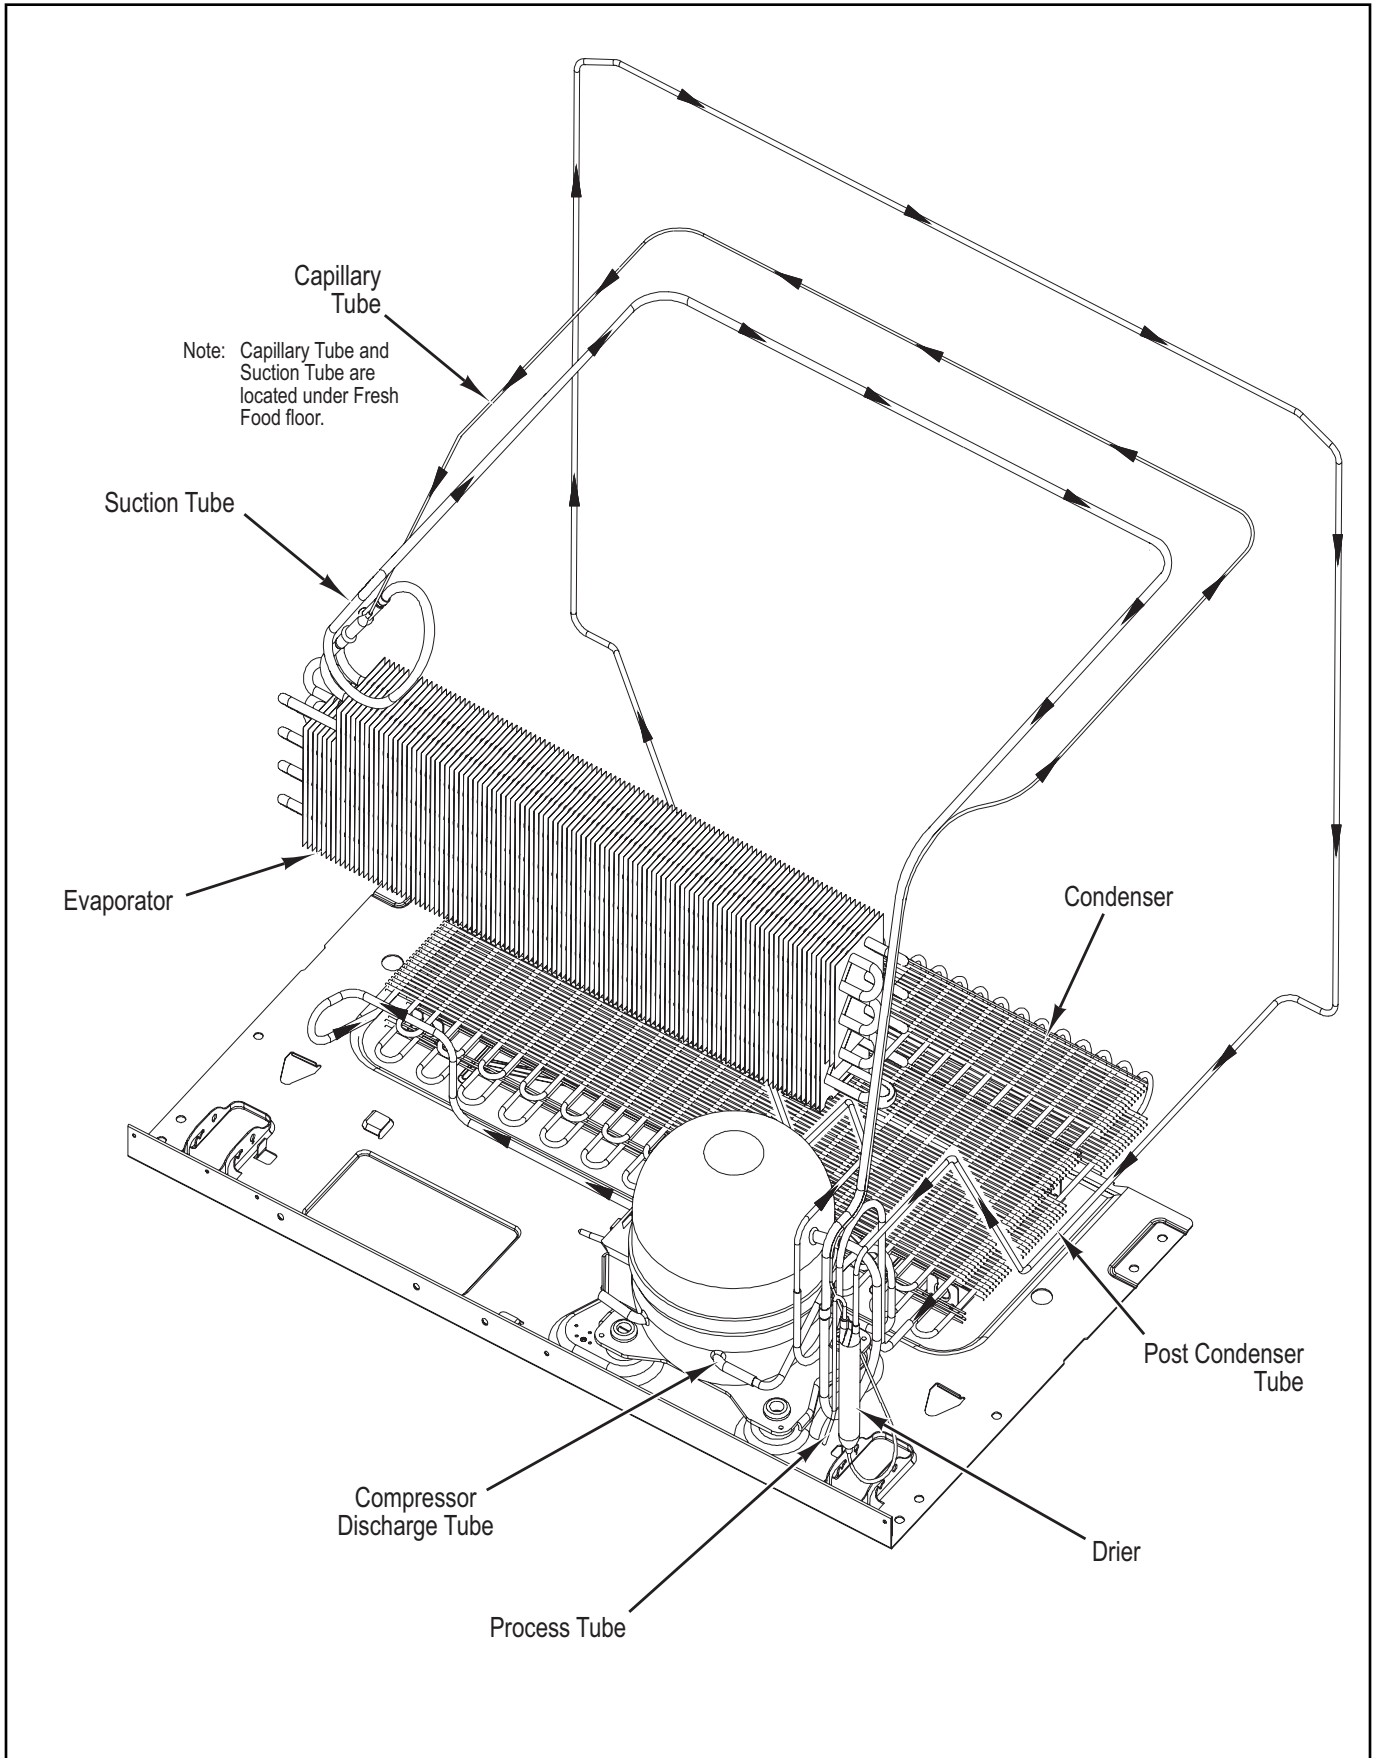 Capillary
Tube
Note: Capillary Tube and
Suction Tube are
located under Fresh
Food floor.
Suction Tube
Evaporator
Condenser
Post Condenser
Tube
Compressor
Discharge Tube
Drier
Process Tube